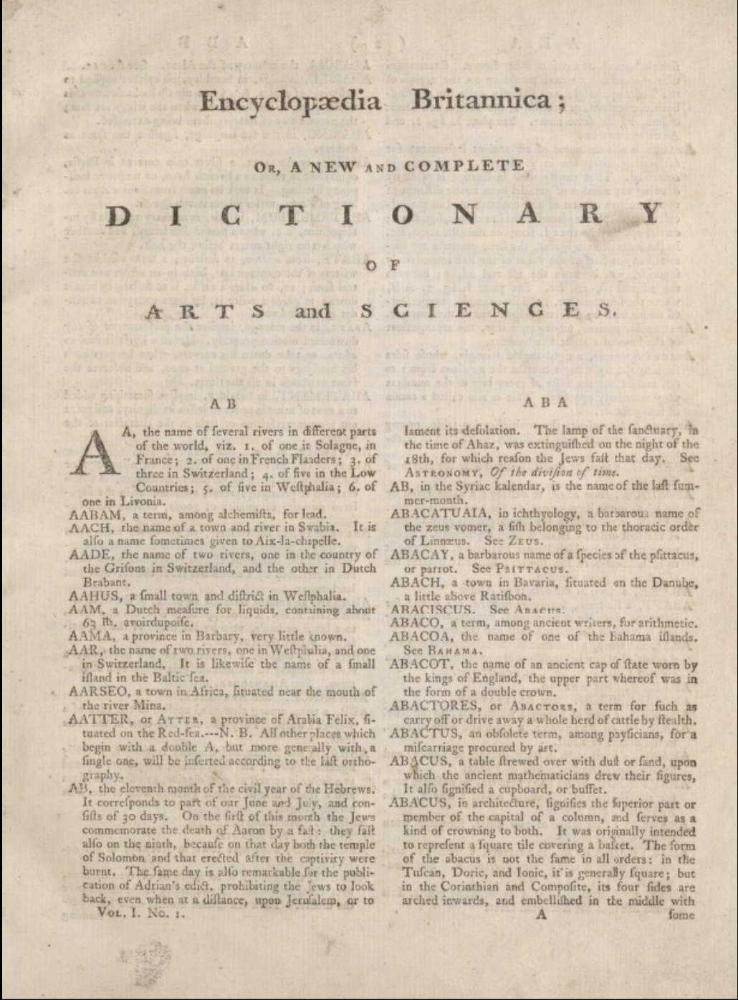 Encyclopædia Britannica;
Or, A NEW AND COMPLETE
DICTIONARY
OF
ARTS and SCIENCES.
AB
AA, the name of ſeveral rivers in different parts
of the world, viz. 1. of one in Solagne, in
France; 2. of one in French Flanders; 3. of
three in Switzerland; 4. of five in the Low
Countries; 5. of five in Weſtphalia; 6. of
one in Livonia.
AABAM, a term, among alchemiſts, for lead.
AACH, the name of a town and river in Swabia. It is
alſo a name ſometimes given to Aix-la-chapelle.
AADE, the name of two rivers, one in the country of
the Griſons in Switzerland, and the other in Dutch
Brabant.
AAHUS, a ſmall town and diſtrict in Weſtphalia.
AAM, a Dutch meaſure for liquids, containing about
63 ℔. avoirdupoiſe.
AAMA, a province in Barbary, very little known.
AAR, the name of two rivers, one in Weſtphalia, and one
in Switzerland, It is likewiſe the name of a ſmall
iſland in the Baltic ſea.
AARSEO, a town in Africa, ſituated near the mouth of
the river Mina.
AATTER, or ATTER, a province of Arabia Felix, ſi-
tuated on the Red-ſea.---N. B. All other places which
begin with a double A, but more generally with a
ſingle one, will be inſerted according to the laſt ortho-
graphy.
AB, the eleventh month of the civil year of the Hebrews.
It correſponds to part of our June and July, and con-
ſiſts of 30 days. On the firſt of this month the Jews
commemorate the death of Aaron by a faſt: they faſt
alſo on the ninth, becauſe on that day both the temple
of Solomon and that erected after the captivity were
burnt. The ſame day is alſo remarkable for the publi-
cation of Adrian's edict, prohibiting the Jews to look
back, even when at a diſtance, upon Jeruſalem, or to
VOL. I. No. 1.
ABA
lament its deſolation. The lamp of the ſanctuary, in
the time of Ahaz, was extinguiſhed on the night of the
18th, for which reaſon the Jews faſt that day. See
ASTRONOMY, Of the diviſion of time.
AB, in the Syriac kalendar, is the name of the laſt ſum-
mer-month.
ABACATUAIA, in ichthyology, a barbarous name of
the zeus vomer, a fiſh belonging to the thoracic order
of Linnæus. See ZEUS.
ABACAY, a barbarous name of a ſpecies of the pſittacus,
or parrot. See PSITTACUS.
ABACH, a town in Bavaria, ſituated on the Danube,
a little above Ratiſbon.
ABACISCUS. See ABACUS.
ABACO, a term, among ancient writers, for arithmetic.
ABACOA, the name of one of the Bahama iſlands.
See BAHAMA.
ABACOT, the name of an ancient cap of ſtate worn by
the kings of England, the upper part whereof was in
the form of a double crown.
ABACTORES, or ABACTORS, a term for ſuch as
carry off or drive away a whole herd of cattle by ſtealth.
ABACTUS, an obſolete term, among phyſicians, for a
miſcarriage procured by art.
ABACUS, a table ſtrewed over with duſt or ſand, upon
which the ancient mathematicians drew their figures,
It alſo ſignified a cupboard, or buffet.
ABACUS, in architecture, ſignifies the ſuperior part or
member of the capital of a column, and ſerves as a
kind of crowning to both. It was originally intended
to repreſent a ſquare tile covering a baſket. The form
of the abacus is not the ſame in all orders: in the
Tuſcan, Doric, and Ionic, it is generally ſquare; but
in the Corinthian and Compoſite, its four ſides are
arched inwards, and embelliſhed in the middle with
A
ſome